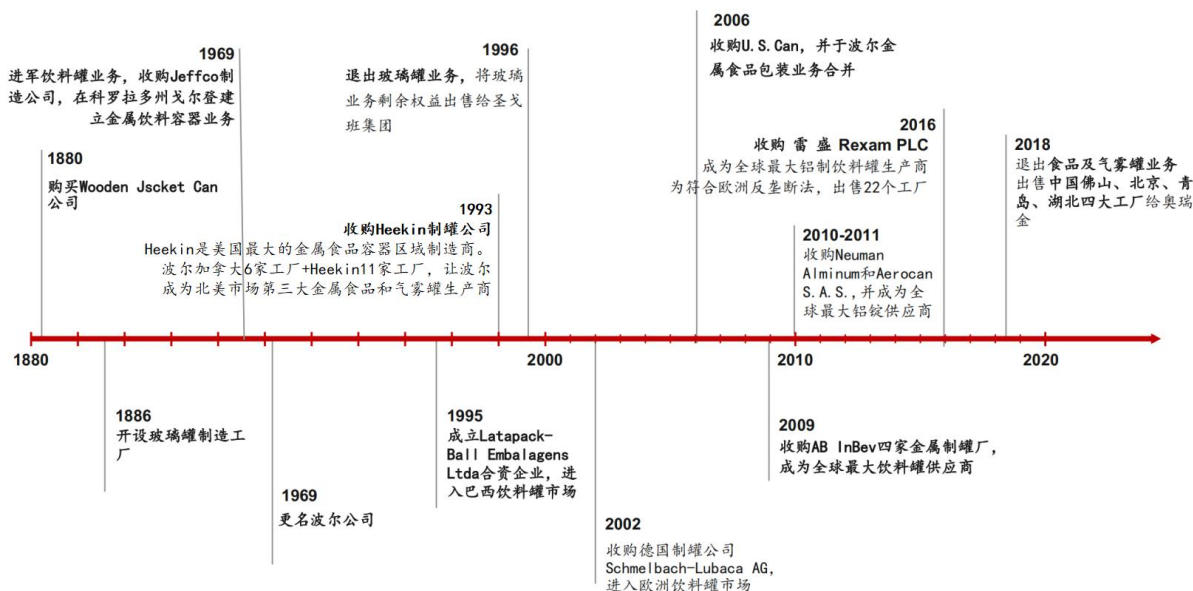 1880
购买Wooden Jscket Can
公司
1969
进军饮料罐业务，收购Jeffco制
造公司，在科罗拉多州戈尔登建
立金属饮料容器业务
1996
退出玻璃罐业务，将玻璃
业务剩余权益出售给圣戈
班集团
1993
收购Heekin制罐公司
Heekin是美国最大的金属食品容器区域制造商。
波尔加拿大6家工厂+Heekin11家工厂，让波尔
成为北美市场第三大金属食品和气雾罐生产商
2006
收购U.S.Can，并于波尔金
属食品包装业务合并
2016
收购 雷 盛 Rexam PLC
成为全球最大铝制饮料罐生产商
为符合欧洲反垄断法，出售22个工厂
2010-2011
收购Neuman
Alminum和Aerocan
S.A.S.,并成为全
球最大铝锭供应商
2018
退出食品及气雾罐业务
出售中国佛山、北京、青
岛、湖北四大工厂给奥瑞
金
1880
2000
2010
2020
1886
开设玻璃罐制造工
厂
1969
更名波尔公司
1995
成立Latapack-
Ball Embalagens
Ltda合资企业，进
入巴西饮料罐市场
2002
收购德国制罐公司
Schmelbach-Lubaca AG,
进入欧洲饮料罐市场
2009
收购AB InBev四家金属制罐厂，
成为全球最大饮料罐供应商